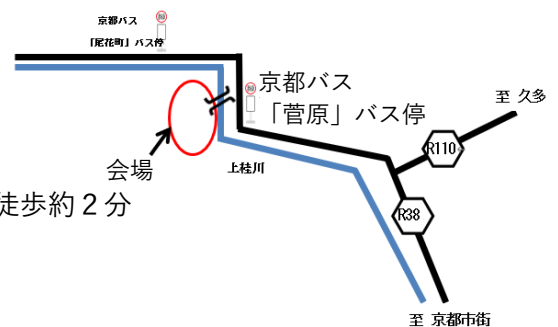 京都バス
「尾花町」バス停
京都バス
「菅原」バス停
至 久多
R110
会場
上桂川
徒歩約２分
R38
至 京都市街